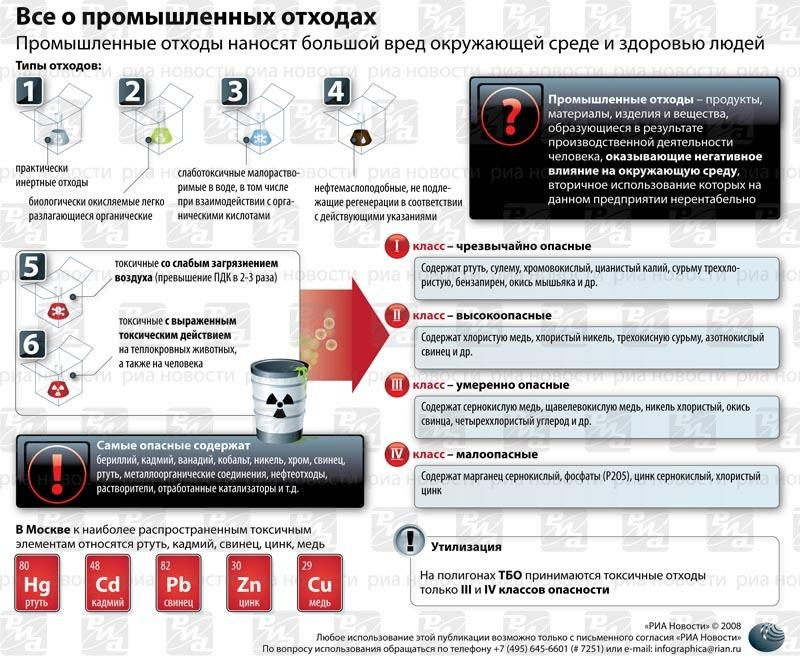 Все о промышленных отходах
Промышленные отходы наносят большой вред окружающей среде и здоровью людей
Типы отходов:
1
практически
инертные отходы
2
биологически окисляемые легко
разлагающиеся органические
3
слаботоксичные малораство-
римые в воде, в том числе
при взаимодействии с орга-
ническими кислотами
4
нефтемаслоподобные, не подле-
жащие регенерации в соответствии
с действующими указаниями
?
Промышленные отходы – продукты,
материалы, изделия и вещества,
образующиеся в результате
производственной деятельности
человека, оказывающие негативное
влияние на окружающую среду,
вторичное использование которых на
данном предприятии нерентабельно
5
токсичные со слабым загрязнением
воздуха (превышение ПДК в 2-3 раза)
6
токсичные с выраженным
токсическим действием
на теплокровных животных,
а также на человека
I класс – чрезвычайно опасные
Содержат ртуть, сулему, хромовокислый, цианистый калий, сурьму треххло-
ристую, бензапирен, окись мышьяка и др.
II класс – высокоопасные
Содержат хлористую медь, хлористый никель, трехокисную сурьму, азотнокислый
свинец и др.
III класс – умеренно опасные
Содержат сернокислую медь, щавелевокислую медь, никель хлористый, окись
свинца, четыреххлористый углерод и др.
IV класс – малоопасные
Содержат марганец сернокислый, фосфаты (P2O5), цинк сернокислый, хлористый
цинк
!
Самые опасные содержат
бериллий, кадмий, ванадий, кобальт, никель, хром, свинец,
ртуть, металлоорганические соединения, нефтеотходы,
растворители, отработанные катализаторы и т.д.
В Москве к наиболее распространенным токсичным
элементам относятся ртуть, кадмий, свинец, цинк, медь
80
Hg
ртуть
48
Cd
кадмий
82
Pb
свинец
30
Zn
цинк
29
Cu
медь
!
Утилизация
На полигонах ТБО принимаются токсичные отходы
только III и IV классов опасности
«РИА Новости» © 2008
Любое использование этой публикации возможно только с письменного согласия «РИА Новости»
По вопросу использования обращаться по телефону +7 (495) 645-6601 (# 7251) или e-mail: infographica@rian.ru
риа новости